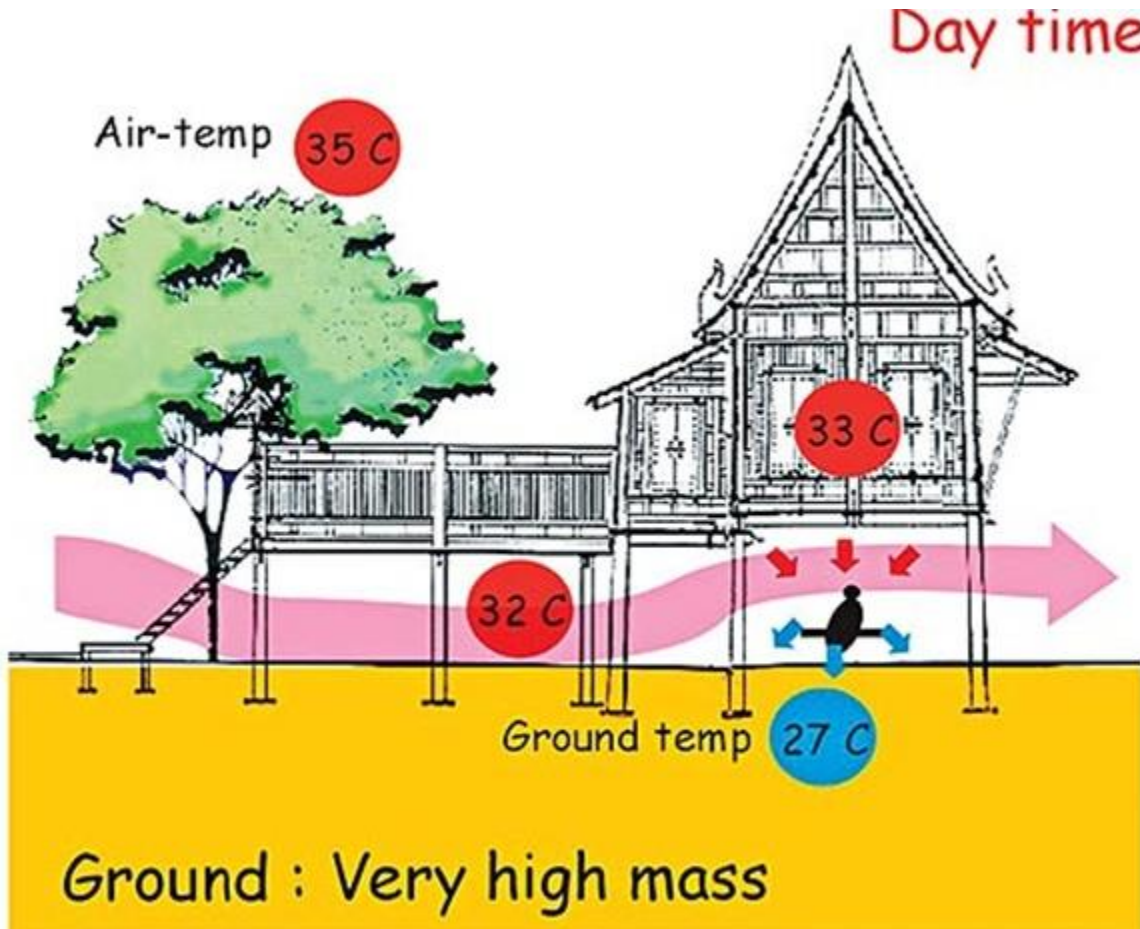 Day time
Air-temp 35 C
33 C
32 C
Ground temp 27 C
Ground : Very high mass